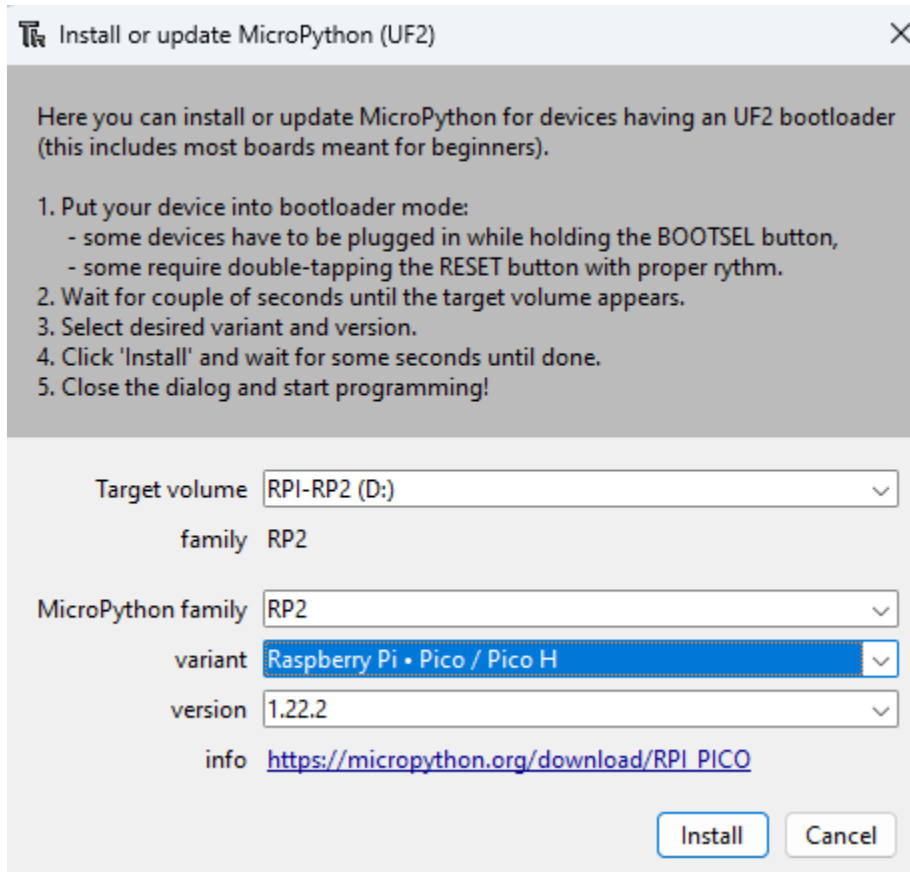 Install or update MicroPython (UF2)
Here you can install or update MicroPython for devices having an UF2 bootloader
(this includes most boards meant for beginners).
1. Put your device into bootloader mode:
- some devices have to be plugged in while holding the BOOTSEL button,
- some require double-tapping the RESET button with proper rythm.
2. Wait for couple of seconds until the target volume appears.
3. Select desired variant and version.
4. Click 'Install' and wait for some seconds until done.
5. Close the dialog and start programming!
Target volume RPI-RP2 (D:)
family RP2
MicroPython family RP2
variant Raspberry Pi • Pico / Pico H
version 1.22.2
info https://micropython.org/download/RPI_PICO
Install Cancel